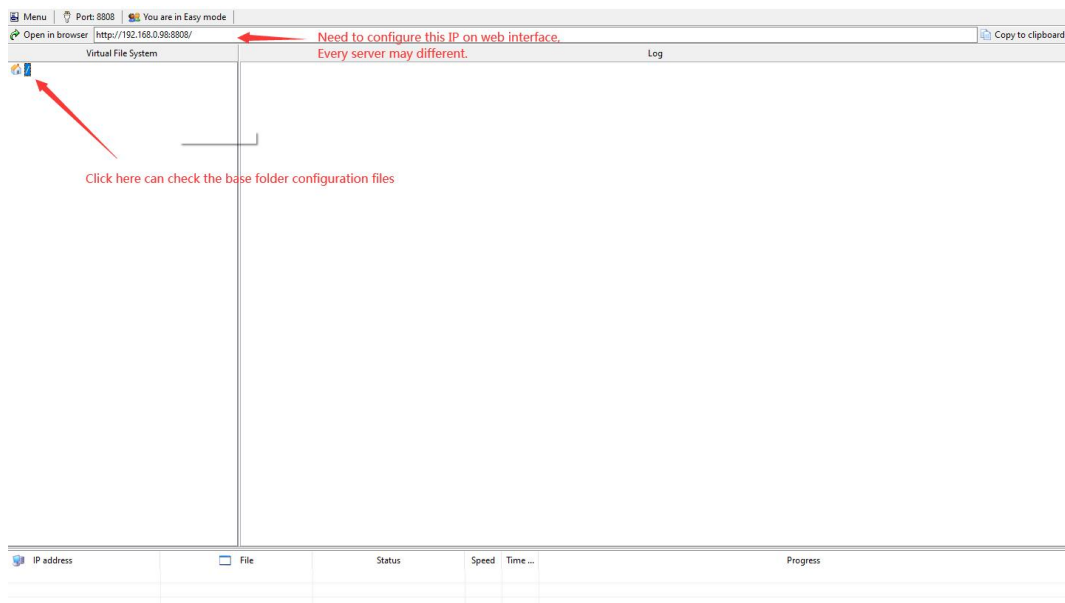 Menu Port: 8808 You are in Easy mode
Open in browser http://192.168.0.98:8808/ Copy to clipboard
Need to configure this IP on web interface.
Every server may different.
Virtual File System Log
/
Click here can check the base folder configuration files
IP address File Status Speed Time ... Progress